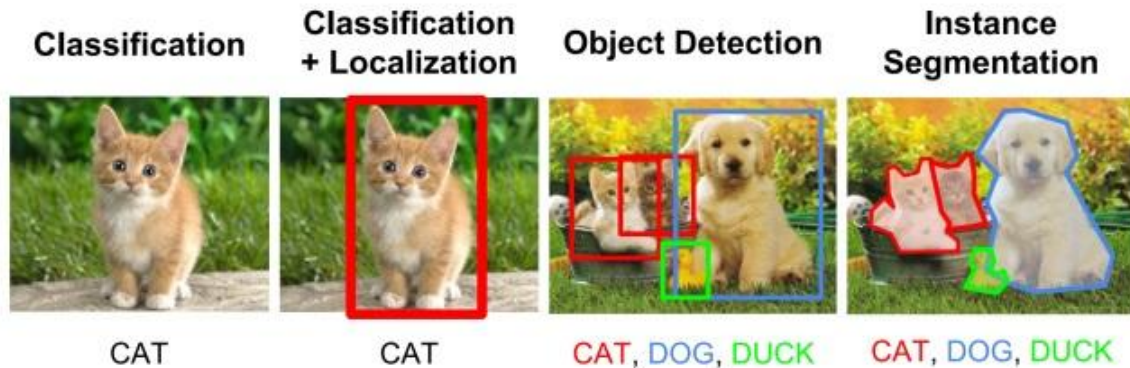 Classification
Classification
+ Localization
Object Detection
Instance
Segmentation
CAT
CAT
CAT, DOG, DUCK
CAT, DOG, DUCK